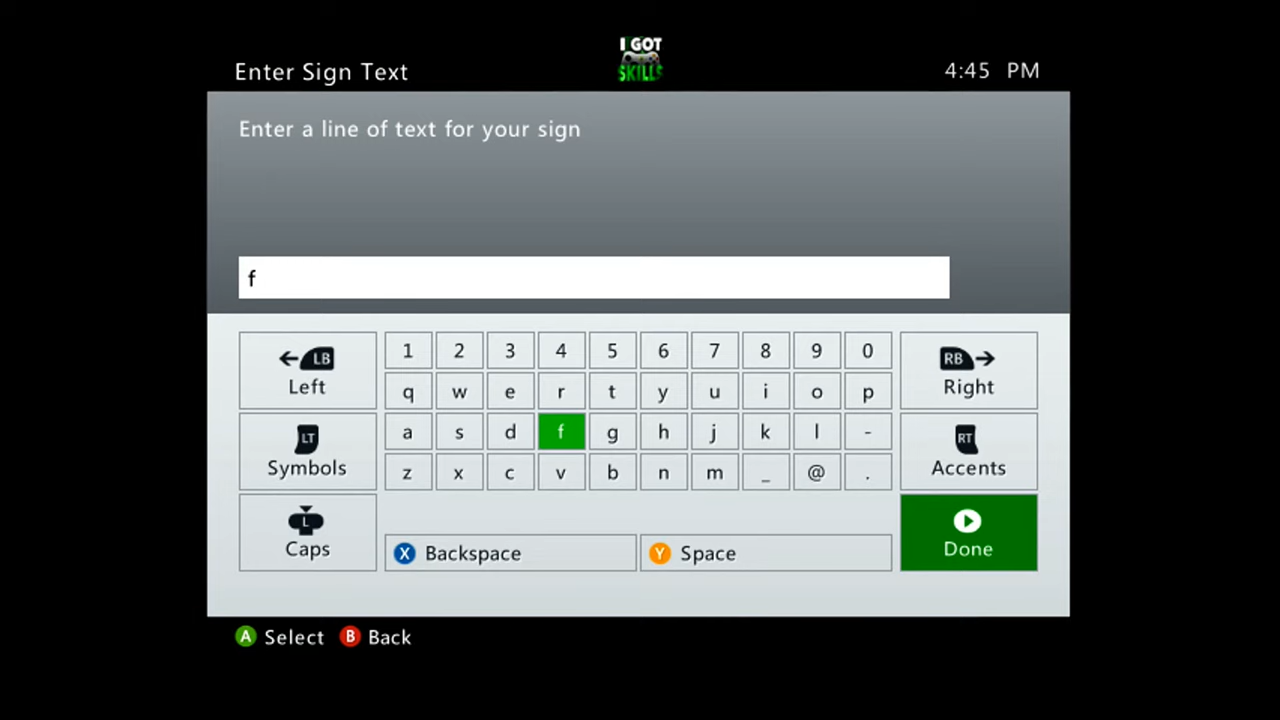 I GOT
SKILLS
Enter Sign Text
4:45 PM
Enter a line of text for your sign
f
LB
Left
1 2 3 4 5 6 7 8 9 0
RB
Right
q w e r t y u i o p
LT
Symbols
a s d f g h j k l -
RT
Accents
z x c v b n m _ @ .
L
Caps
X Backspace
Y Space
Done
A Select B Back